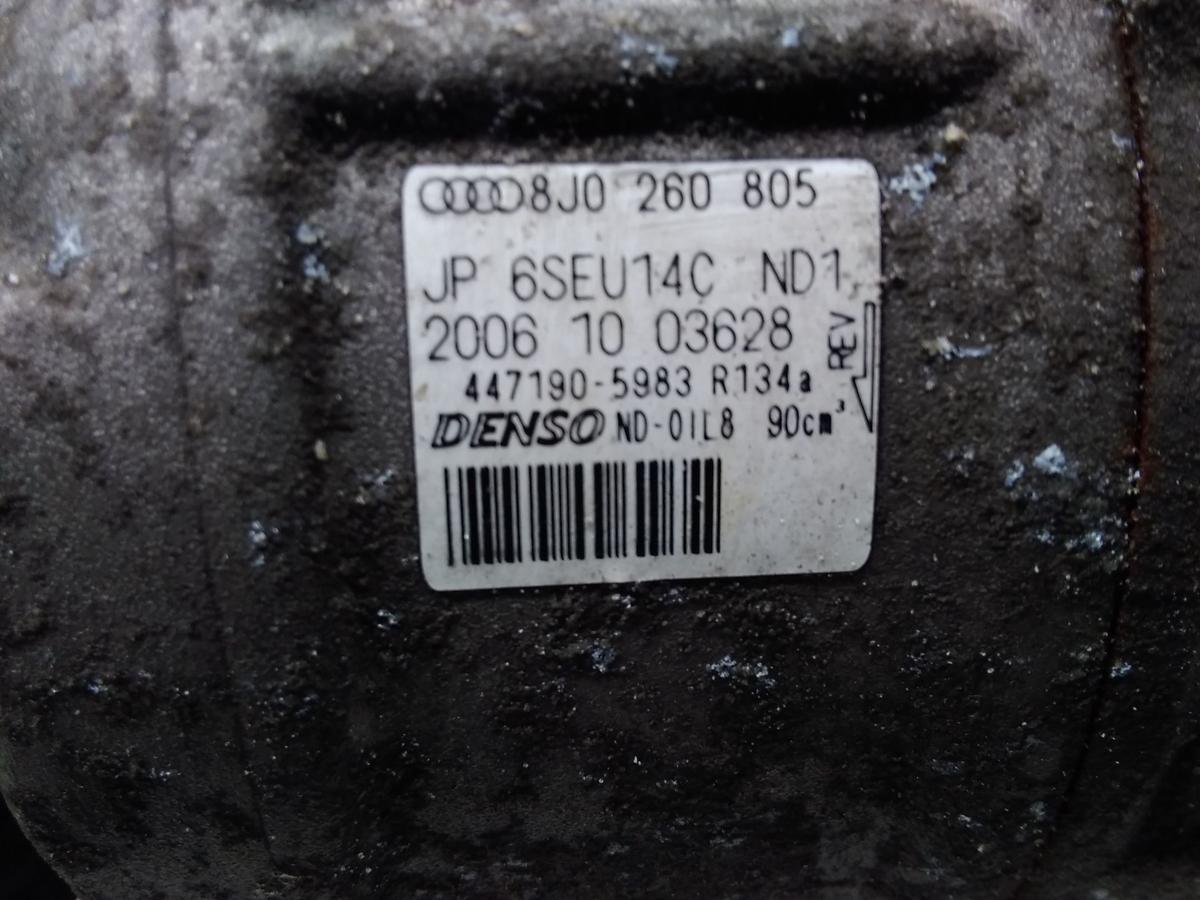 8J0 260 805
JP 6SEU14C ND1
2006 10 03628
REV
447190-5983 R134a
DENSO ND-OIL8 90cm³